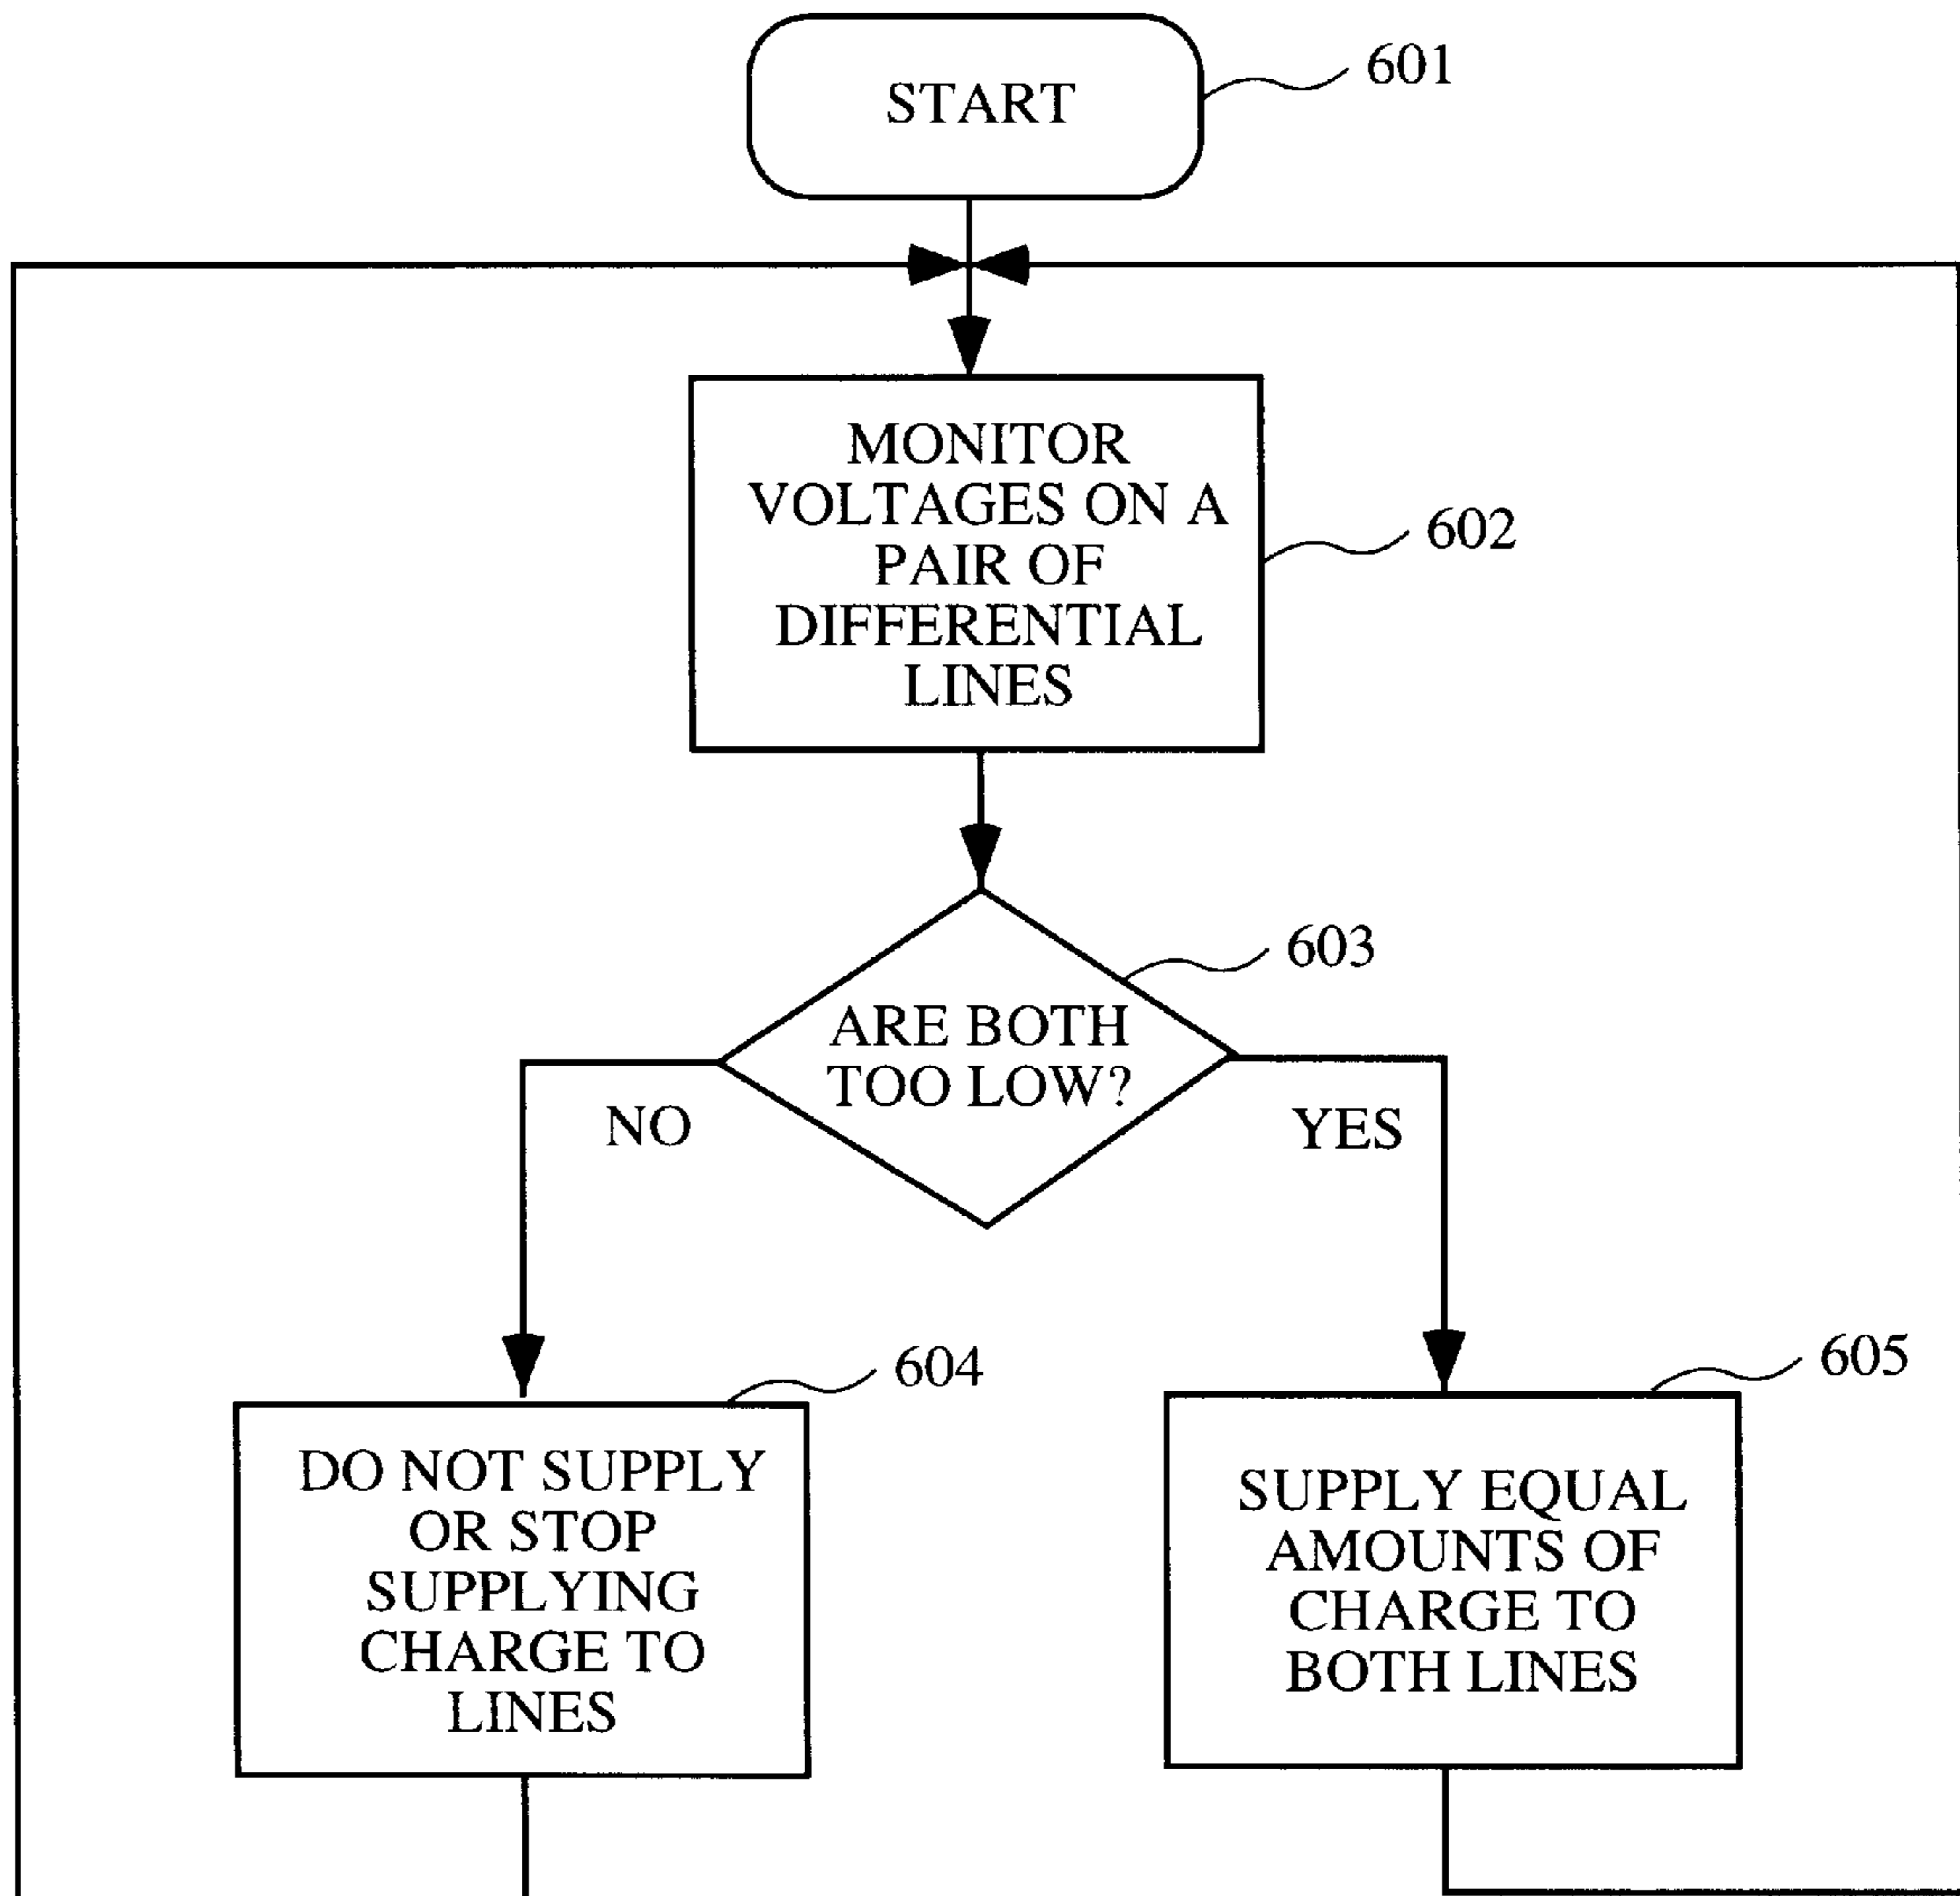 START
601
MONITOR
VOLTAGES ON A
PAIR OF
DIFFERENTIAL
LINES
602
603
ARE BOTH
TOO LOW?
NO
YES
604
605
DO NOT SUPPLY
OR STOP
SUPPLYING
CHARGE TO
LINES
SUPPLY EQUAL
AMOUNTS OF
CHARGE TO
BOTH LINES